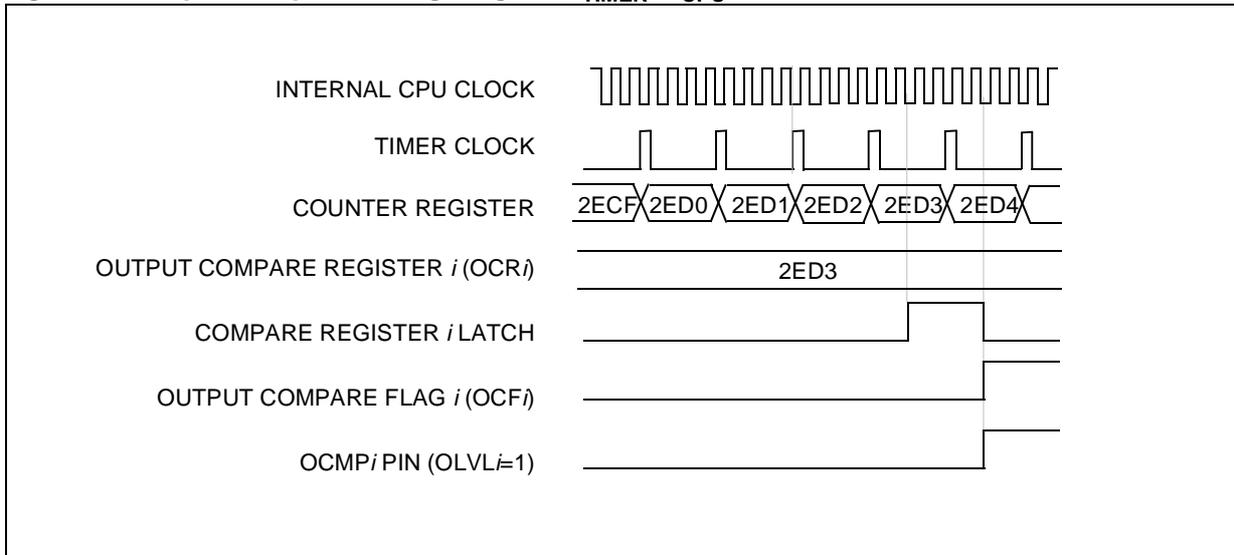 INTERNAL CPU CLOCK
TIMER CLOCK
COUNTER REGISTER 2ECF 2ED0 2ED1 2ED2 2ED3 2ED4
OUTPUT COMPARE REGISTER i (OCRi) 2ED3
COMPARE REGISTER i LATCH
OUTPUT COMPARE FLAG i (OCFi)
OCMPi PIN (OLVLi=1)